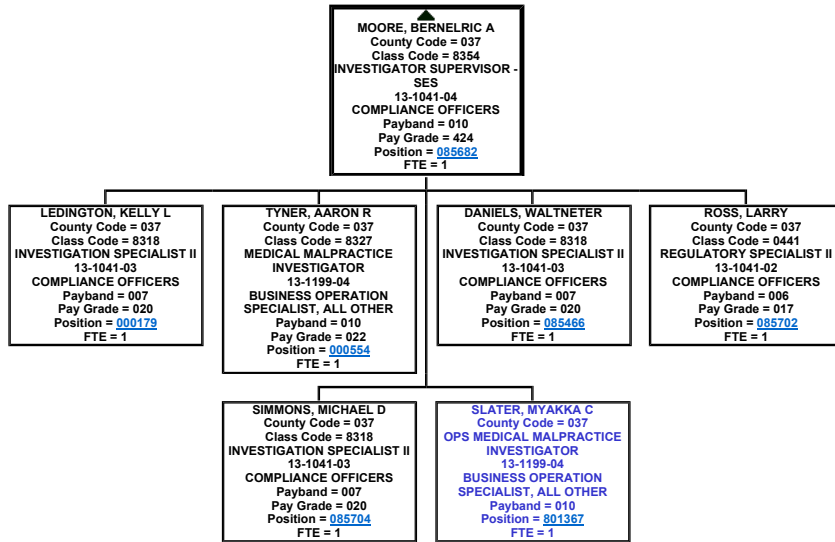 MOORE, BERNELRIC A
County Code = 037
Class Code = 8354
INVESTIGATOR SUPERVISOR -
SES
13-1041-04
COMPLIANCE OFFICERS
Payband = 010
Pay Grade = 424
Position = 085682
FTE = 1
LEDINGTON, KELLY L
County Code = 037
Class Code = 8318
INVESTIGATION SPECIALIST II
13-1041-03
COMPLIANCE OFFICERS
Payband = 007
Pay Grade = 020
Position = 000179
FTE = 1
TYNER, AARON R
County Code = 037
Class Code = 8327
MEDICAL MALPRACTICE
INVESTIGATOR
13-1199-04
BUSINESS OPERATION
SPECIALIST, ALL OTHER
Payband = 010
Pay Grade = 022
Position = 000554
FTE = 1
DANIELS, WALTNETER
County Code = 037
Class Code = 8318
INVESTIGATION SPECIALIST II
13-1041-03
COMPLIANCE OFFICERS
Payband = 007
Pay Grade = 020
Position = 085466
FTE = 1
ROSS, LARRY
County Code = 037
Class Code = 0441
REGULATORY SPECIALIST II
13-1041-02
COMPLIANCE OFFICERS
Payband = 006
Pay Grade = 017
Position = 085702
FTE = 1
SIMMONS, MICHAEL D
County Code = 037
Class Code = 8318
INVESTIGATION SPECIALIST II
13-1041-03
COMPLIANCE OFFICERS
Payband = 007
Pay Grade = 020
Position = 085704
FTE = 1
SLATER, MYAKKA C
County Code = 037
OPS MEDICAL MALPRACTICE
INVESTIGATOR
13-1199-04
BUSINESS OPERATION
SPECIALIST, ALL OTHER
Payband = 010
Position = 801367
FTE = 1